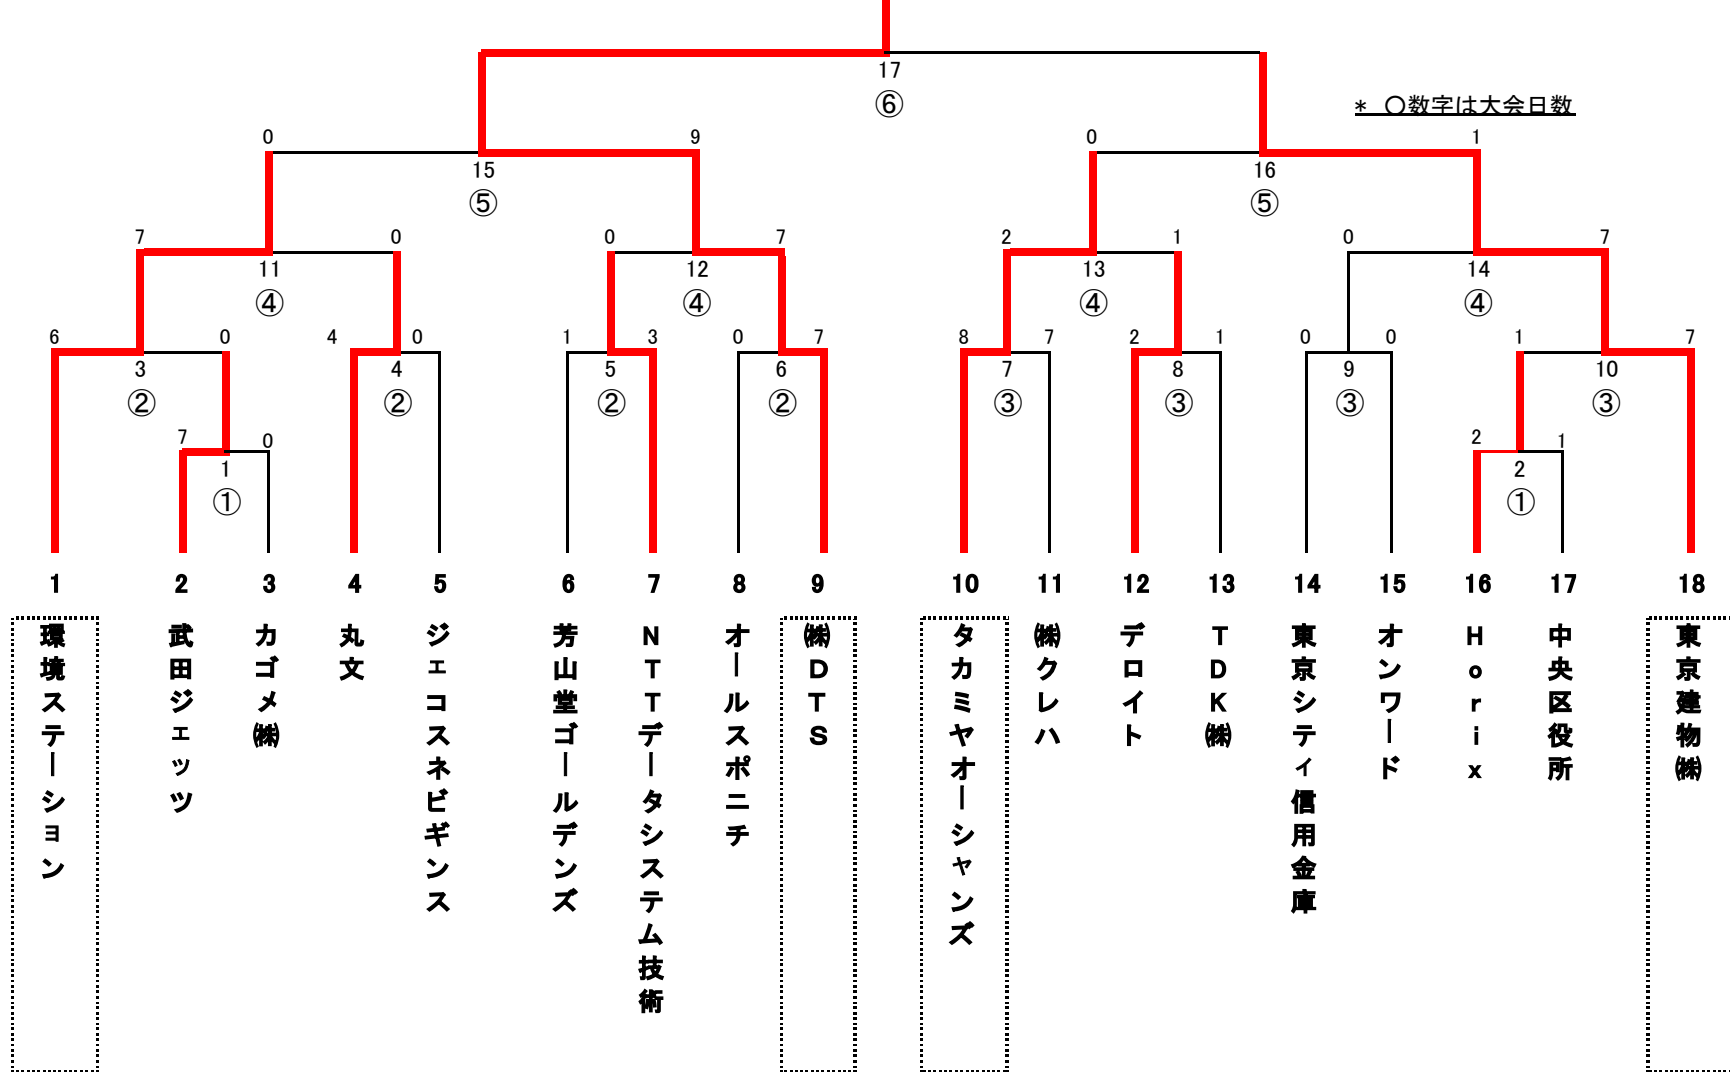 17
⑥
* 〇数字は大会日数
0 9 0 1
15 16
⑤ ⑤
7 0 0 7 2 1 0 7
11 12 13 14
④ ④ ④ ④
6 0 4 0 1 3 0 7 8 7 2 1 0 0 1 7
3 4 5 6 7 8 9 10
② ② ② ② ③ ③ ③ ③
7 0 2 1
1 2
① ①
1 2 3 4 5 6 7 8 9 10 11 12 13 14 15 16 17 18
環境ステーション
武田ジェッツ
カゴメ㈱
丸文
ジェコスネビギンス
芳山堂ゴールデンズ
NTTデータシステム技術
オールスポニチ
㈱DTS
タカミヤオーシャンズ
㈱クレハ
デロイト
TDK㈱
東京シティ信用金庫
オンワード
Horix
中央区役所
東京建物㈱